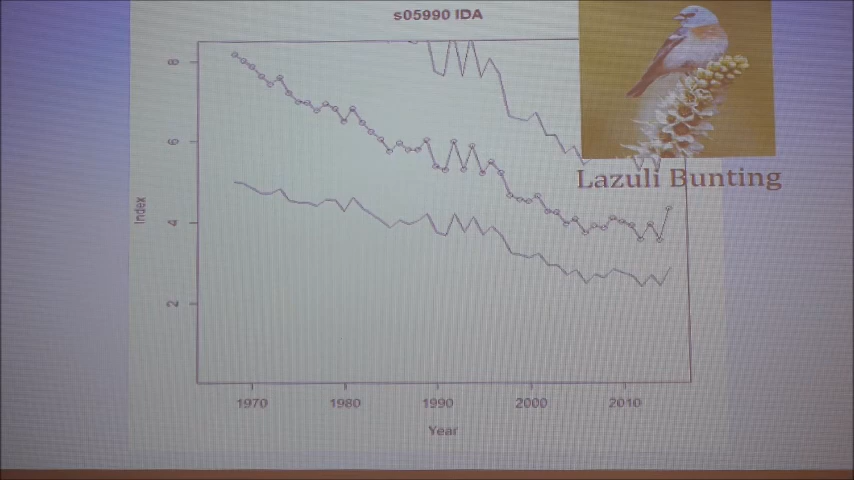 s05990 IDA
Lazuli Bunting
8
6
4
2
Index
1970 1980 1990 2000 2010
Year